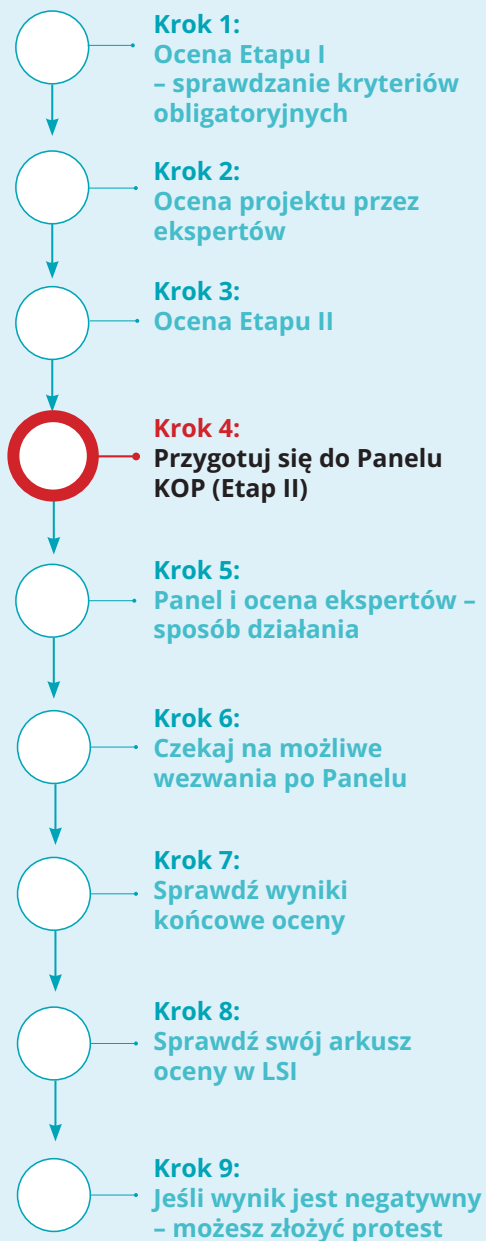 Krok 1:
Ocena Etapu I
– sprawdzanie kryteriów
obligatoryjnych
Krok 2:
Ocena projektu przez
ekspertów
Krok 3:
Ocena Etapu II
Krok 4:
Przygotuj się do Panelu
KOP (Etap II)
Krok 5:
Panel i ocena ekspertów –
sposób działania
Krok 6:
Czekaj na możliwe
wezwania po Panelu
Krok 7:
Sprawdź wyniki
końcowe oceny
Krok 8:
Sprawdź swój arkusz
oceny w LSI
Krok 9:
Jeśli wynik jest negatywny
– możesz złożyć protest